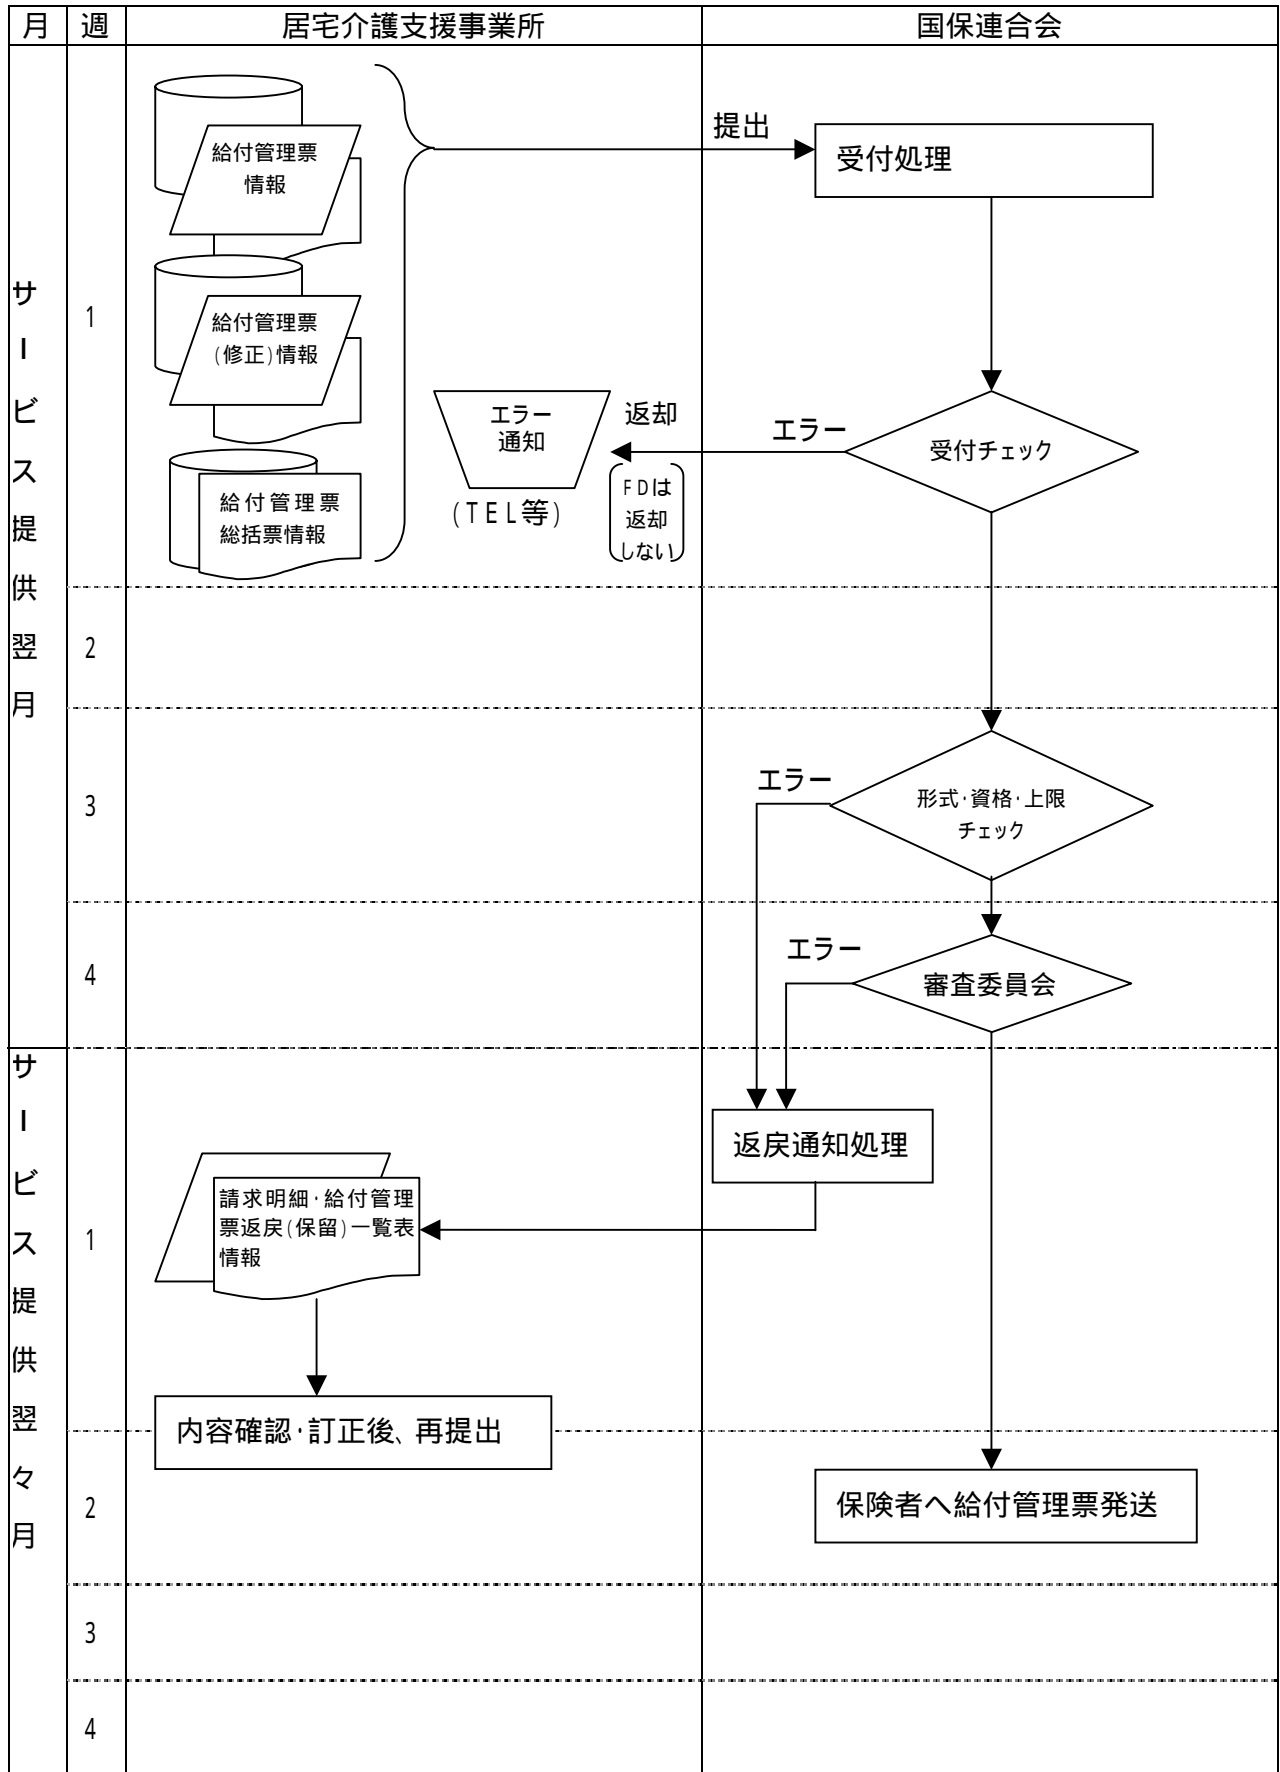 月 週 居宅介護支援事業所 国保連合会
サービス提供翌月
1
給付管理票
情報
提出
受付処理
給付管理票
(修正)情報
エラー
通知
(TEL等)
返却
FDは
返却
しない
エラー
受付チェック
給付管理票
総括票情報
2
3
エラー
形式・資格・上限
チェック
4
エラー
審査委員会
サービス提供翌々月
1
返戻通知処理
請求明細・給付管理
票返戻(保留)一覧表
情報
内容確認・訂正後、再提出
2
保険者へ給付管理票発送
3
4